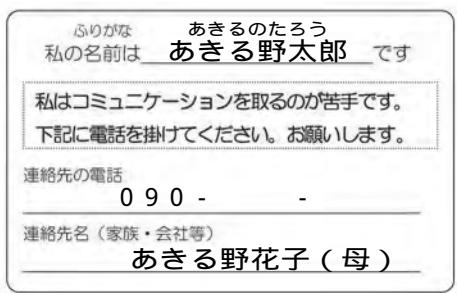 ふりがな あきるのたろう
私の名前は あきる野太郎 です
私はコミュニケーションを取るのが苦手です。
下記に電話を掛けてください。お願いします。
連絡先の電話
０９０-　　　-
連絡先名（家族・会社等）
あきる野花子（母）